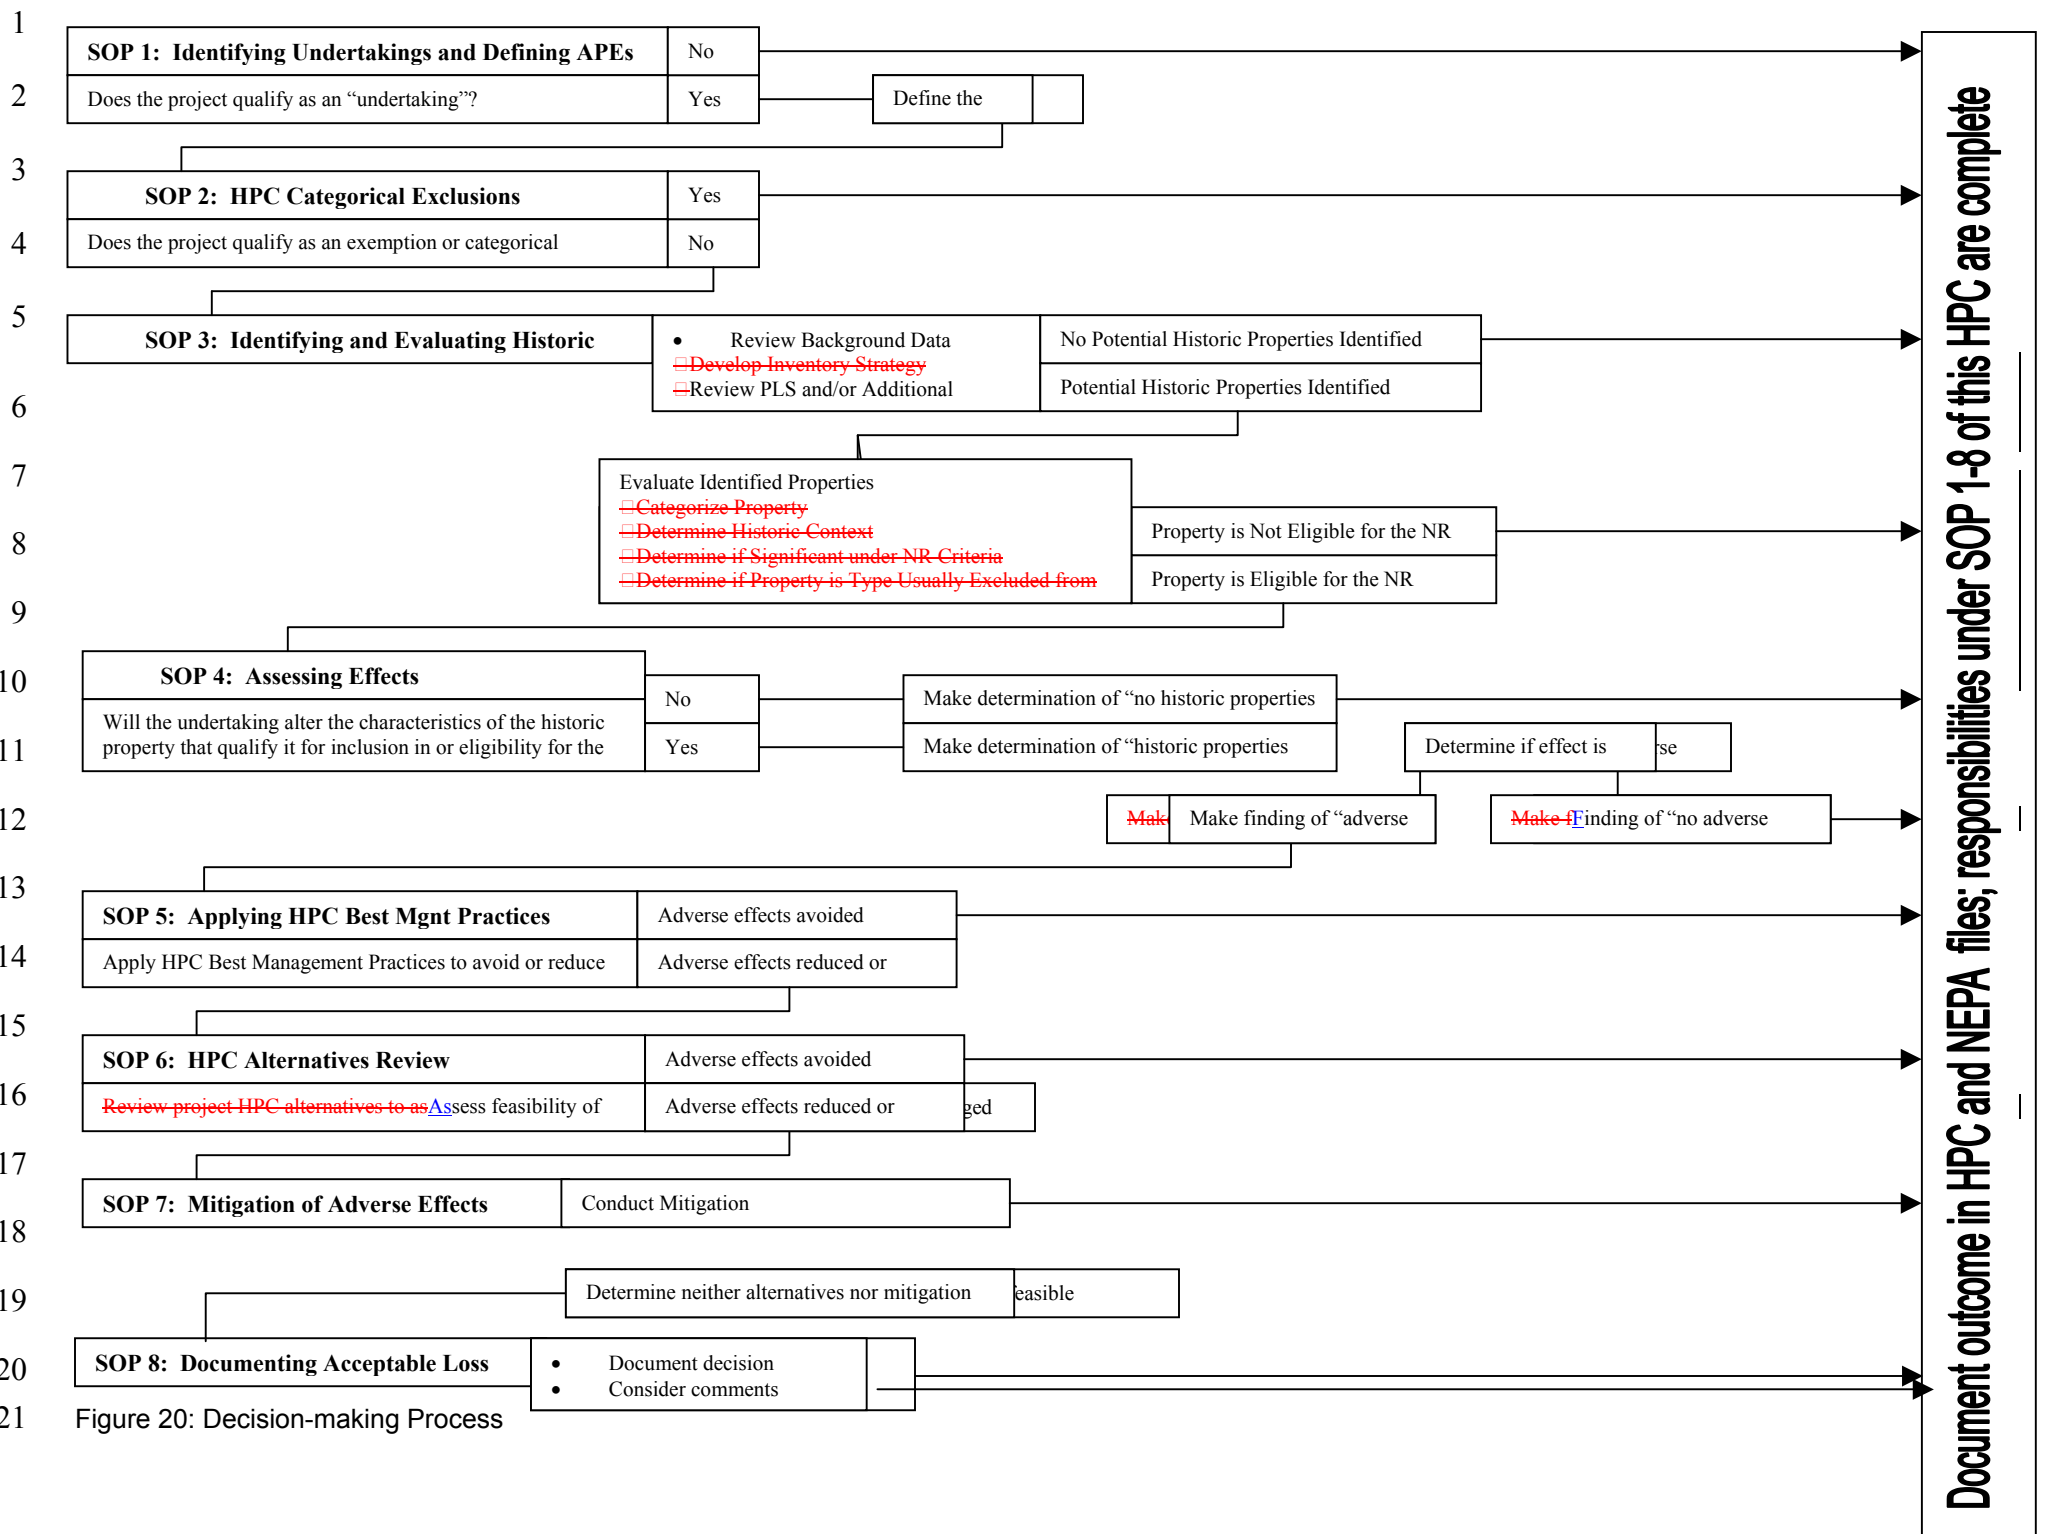 1
SOP 1: Identifying Undertakings and Defining APEs
No
2
Does the project qualify as an “undertaking”?
Yes
Define the
3
SOP 2: HPC Categorical Exclusions
Yes
4
Does the project qualify as an exemption or categorical
No
5
SOP 3: Identifying and Evaluating Historic
• Review Background Data
Develop Inventory Strategy
Review PLS and/or Additional
No Potential Historic Properties Identified
Potential Historic Properties Identified
6
7
Evaluate Identified Properties
Categorize Property
Determine Historic Context
Determine if Significant under NR Criteria
Determine if Property is Type Usually Excluded from
8
Property is Not Eligible for the NR
Property is Eligible for the NR
9
10
SOP 4: Assessing Effects
Will the undertaking alter the characteristics of the historic
property that qualify it for inclusion in or eligibility for the
No
Make determination of “no historic properties
11
Yes
Make determination of “historic properties
Determine if effect is
rse
12
Make
Make finding of “adverse
Make fFinding of “no adverse
13
SOP 5: Applying HPC Best Mgnt Practices
Adverse effects avoided
14
Apply HPC Best Management Practices to avoid or reduce
Adverse effects reduced or
15
SOP 6: HPC Alternatives Review
Adverse effects avoided
16
Review project HPC alternatives to asAssess feasibility of
Adverse effects reduced or
ged
17
SOP 7: Mitigation of Adverse Effects
Conduct Mitigation
18
19
Determine neither alternatives nor mitigation
feasible
20
SOP 8: Documenting Acceptable Loss
• Document decision
• Consider comments
21
Figure 20: Decision-making Process
Document outcome in HPC and NEPA files; responsibilities under SOP 1-8 of this HPC are complete